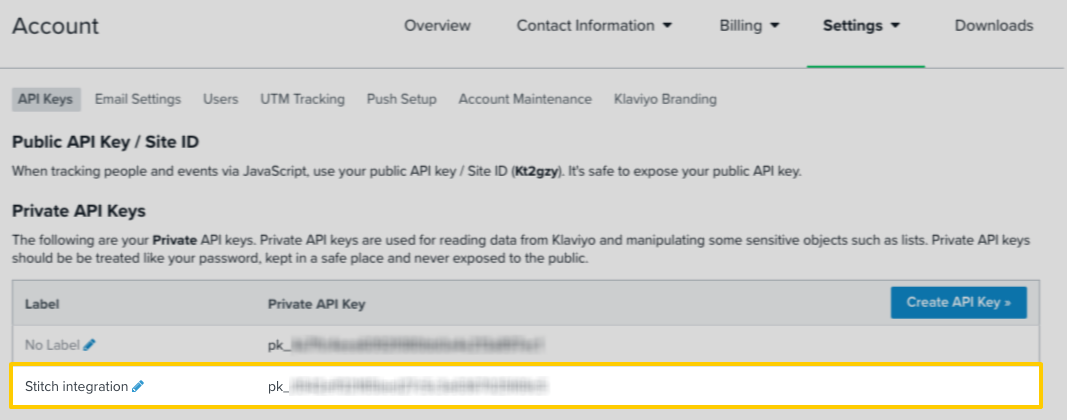 Account
Overview
Contact Information
Billing
Settings
Downloads
API Keys
Email Settings
Users
UTM Tracking
Push Setup
Account Maintenance
Klaviyo Branding
Public API Key / Site ID
When tracking people and events via JavaScript, use your public API key / Site ID (Kt2gzy). It's safe to expose your public API key.
Private API Keys
The following are your Private API keys. Private API keys are used for reading data from Klaviyo and manipulating some sensitive objects such as lists. Private API keys
should be be treated like your password, kept in a safe place and never exposed to the public.
Label
Private API Key
Create API Key »
No Label
pk_
Stitch integration
pk_